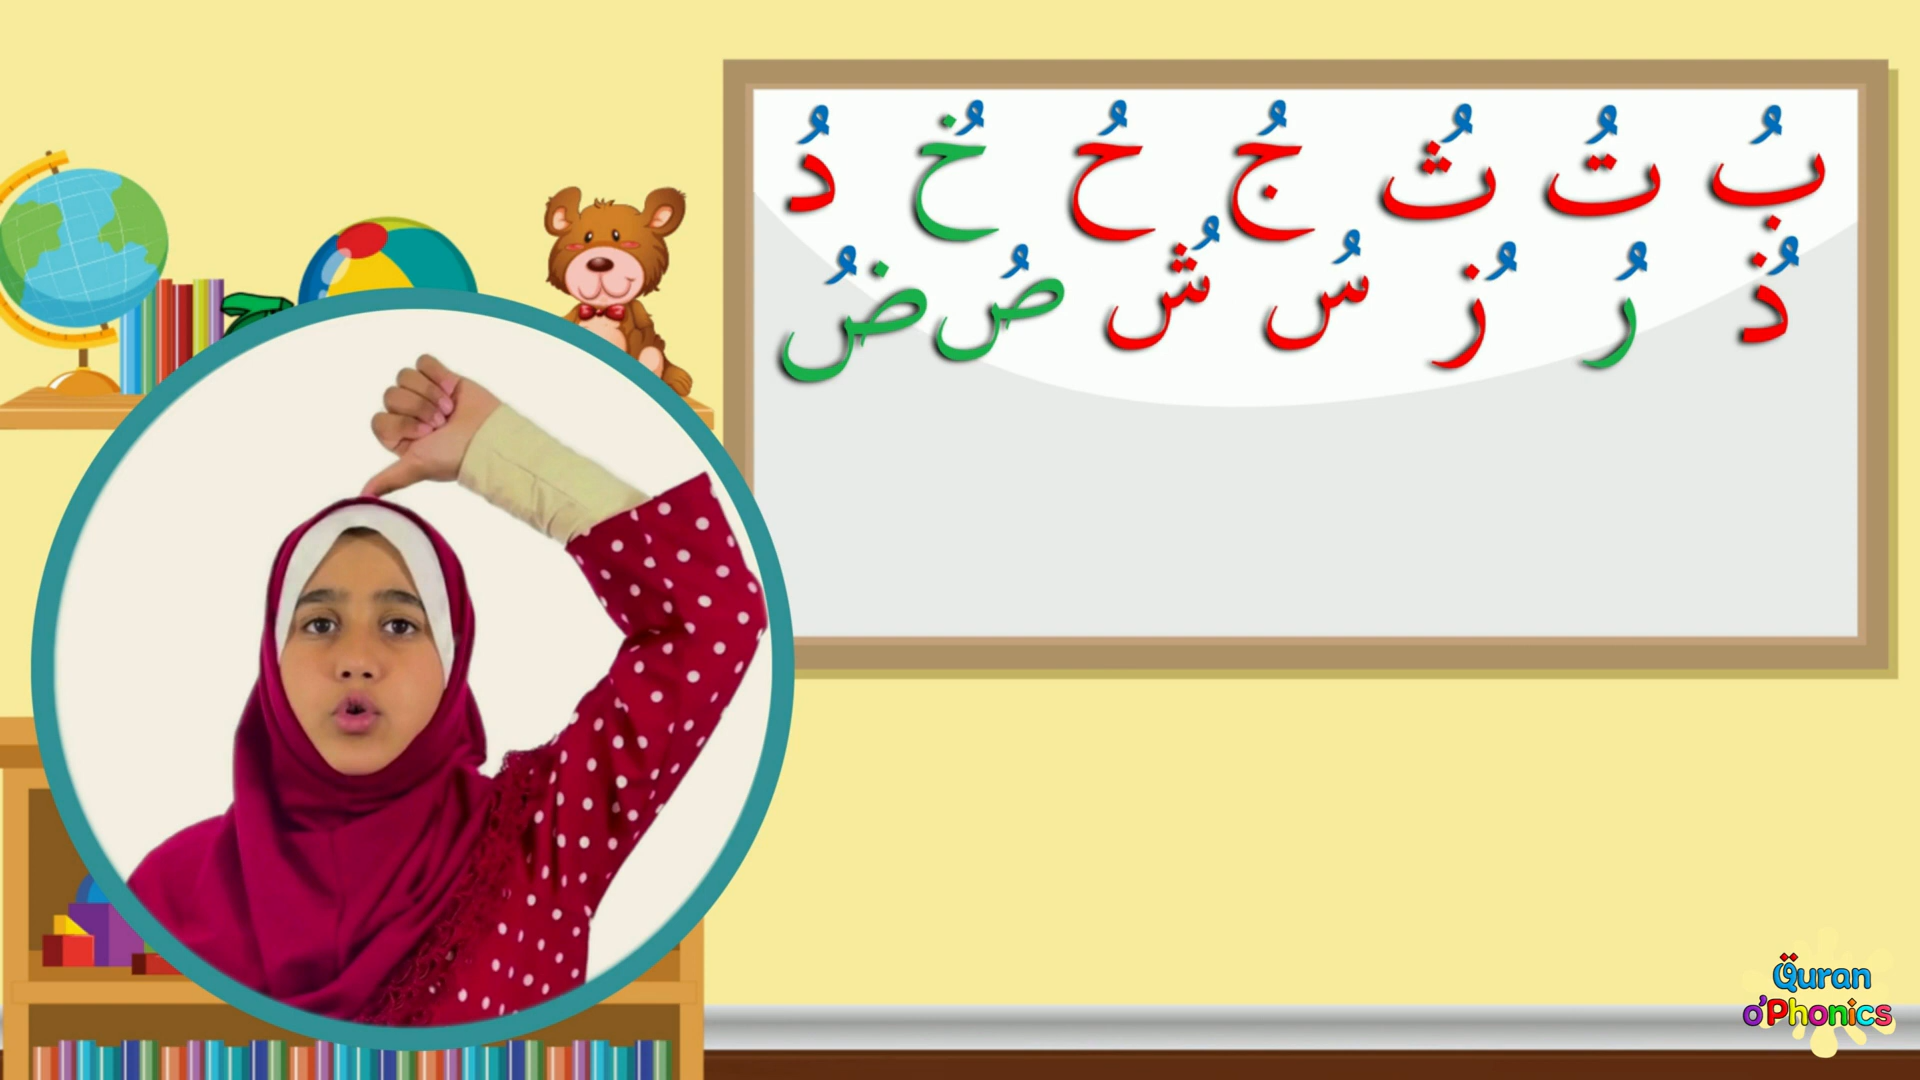 بُ تُ ثُ جُ حُ خُ دُ
ذُ رُ زُ سُ شُ صُ ضُ
Quran
o'Phonics